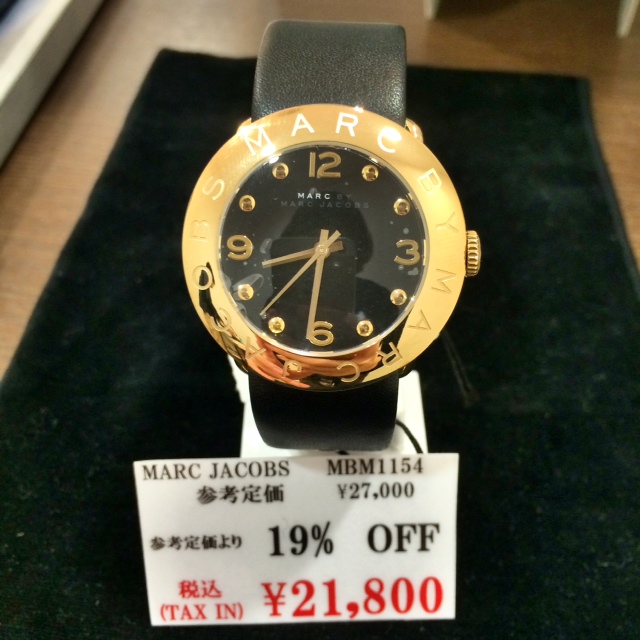 MARC BY MARC JACOBS
12
MARC BY
MARC JACOBS
9
3
6
MARC JACOBS MBM1154
参考定価 ¥27,000
参考定価より 19% OFF
税込
(TAX IN) ¥21,800